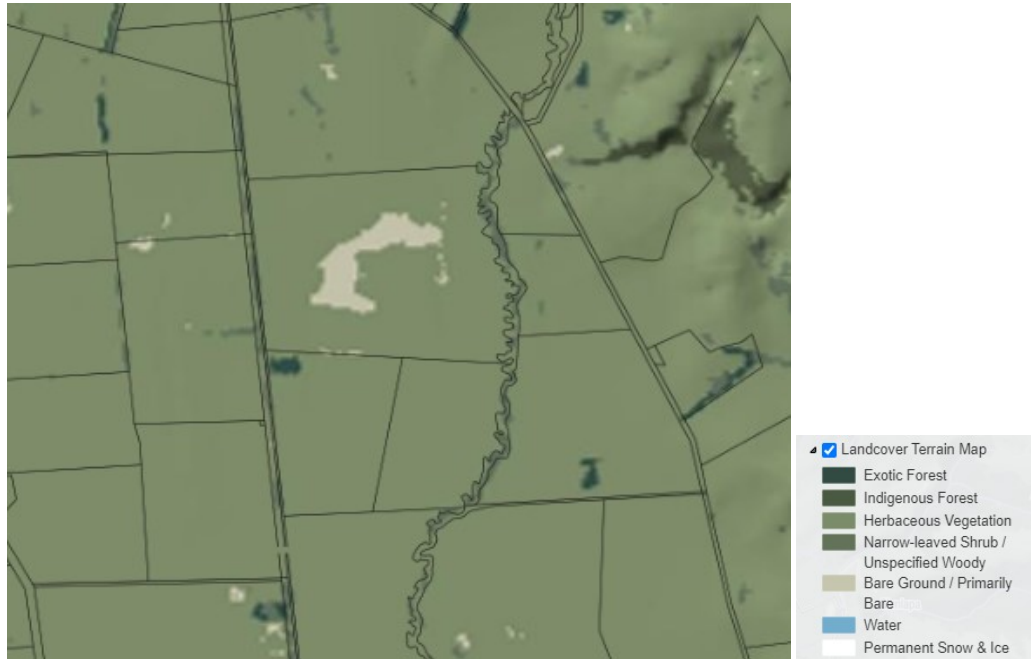 Landcover Terrain Map
Exotic Forest
Indigenous Forest
Herbaceous Vegetation
Narrow-leaved Shrub /
Unspecified Woody
Bare Ground / Primarily
Bare
Water
Permanent Snow & Ice